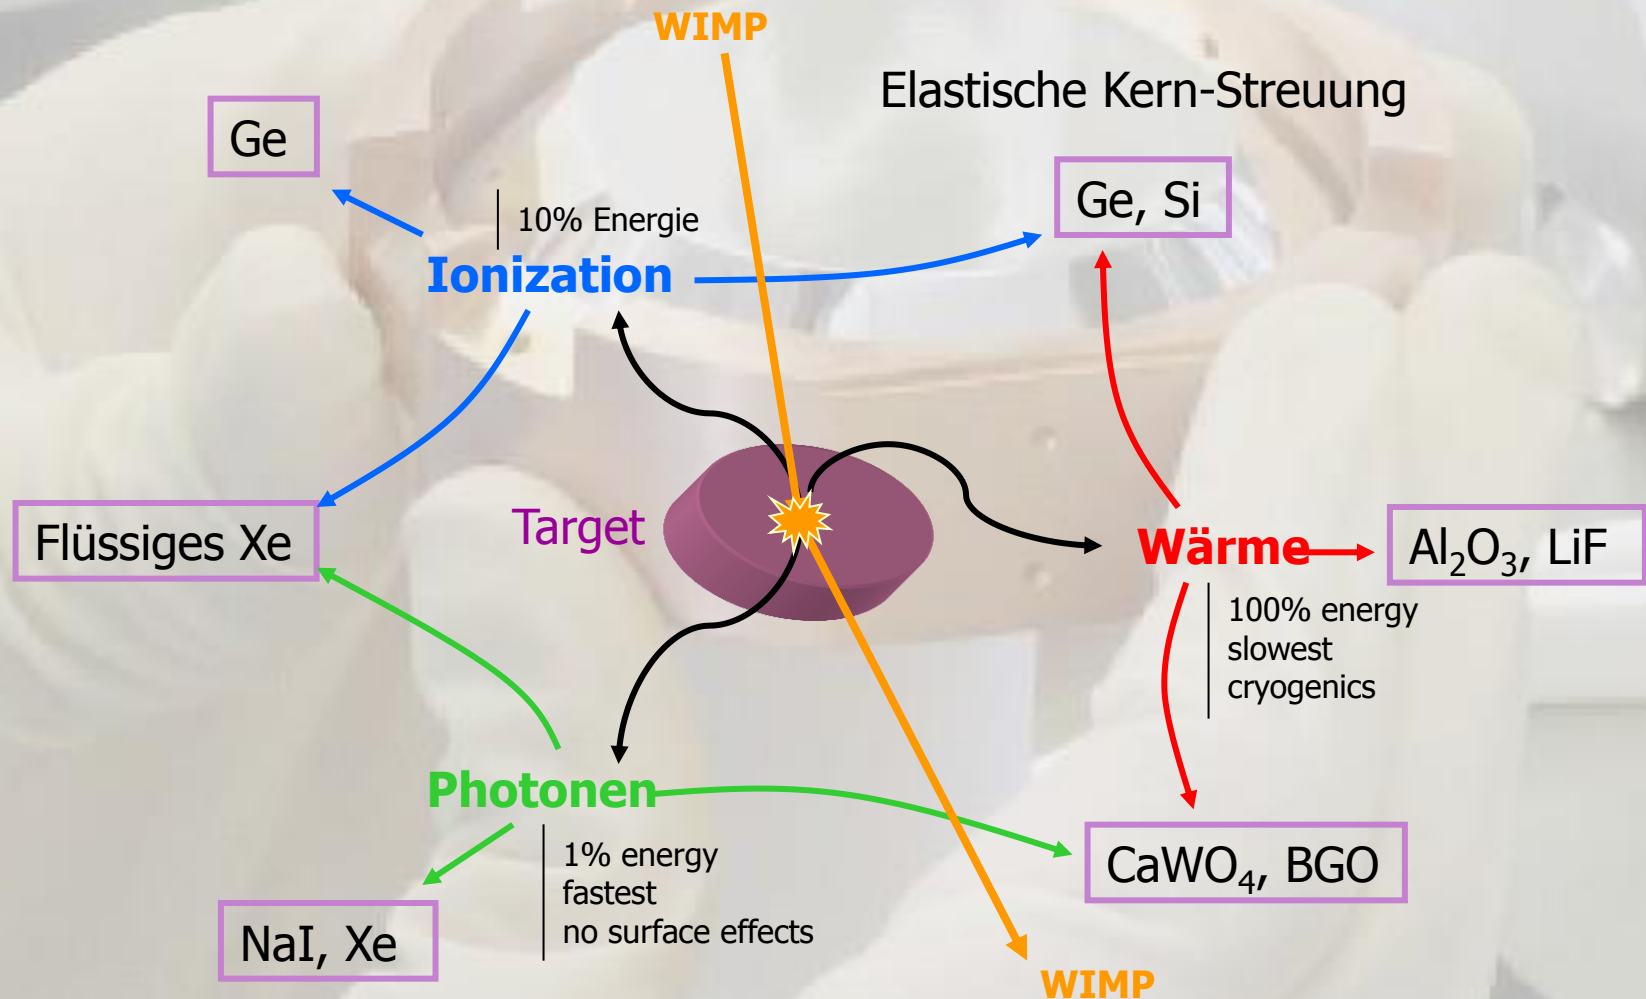 WIMP
Elastische Kern-Streuung
Ge
Ge, Si
10% Energie
Ionization
Target
Flüssiges Xe
Wärme
Al₂O₃, LiF
100% energy
slowest
cryogenics
Photonen
1% energy
fastest
no surface effects
CaWO₄, BGO
NaI, Xe
WIMP